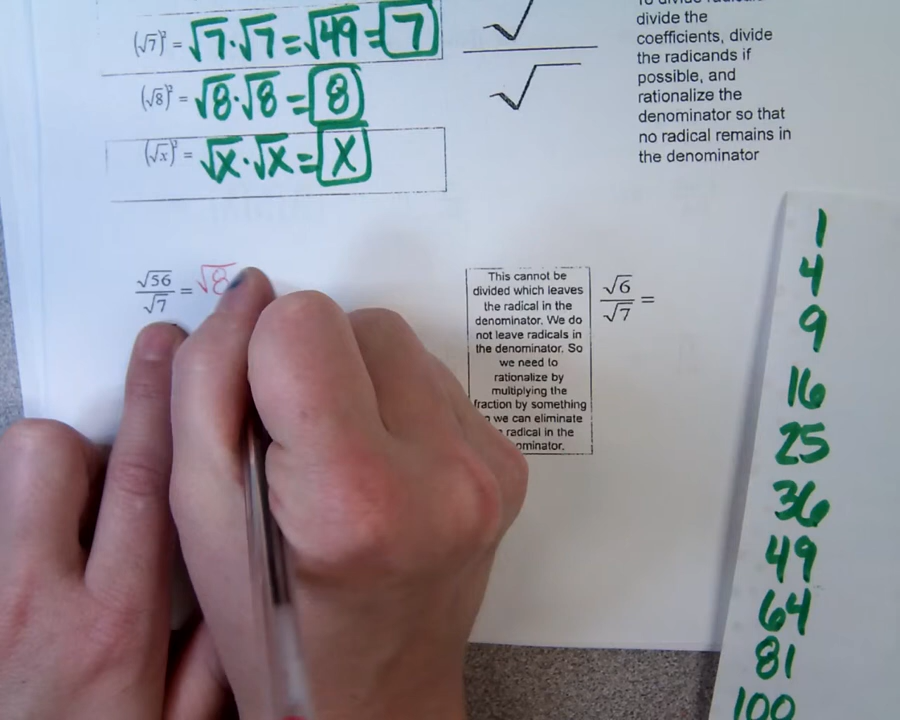 (√7)² = √7·√7=√49=7
(√8)² = √8·√8=8
(√x)² = √x·√x=x
√
√
divide the
coefficients, divide
the radicands if
possible, and
rationalize the
denominator so that
no radical remains in
the denominator
√56/√7 = √8
This cannot be
divided which leaves
the radical in the
denominator. We do
not leave radicals in
the denominator. So
we need to
rationalize by
multiplying the
fraction by something
we can eliminate
radical in the
ominator.
√6/√7 =
1
4
9
16
25
36
49
64
81
100